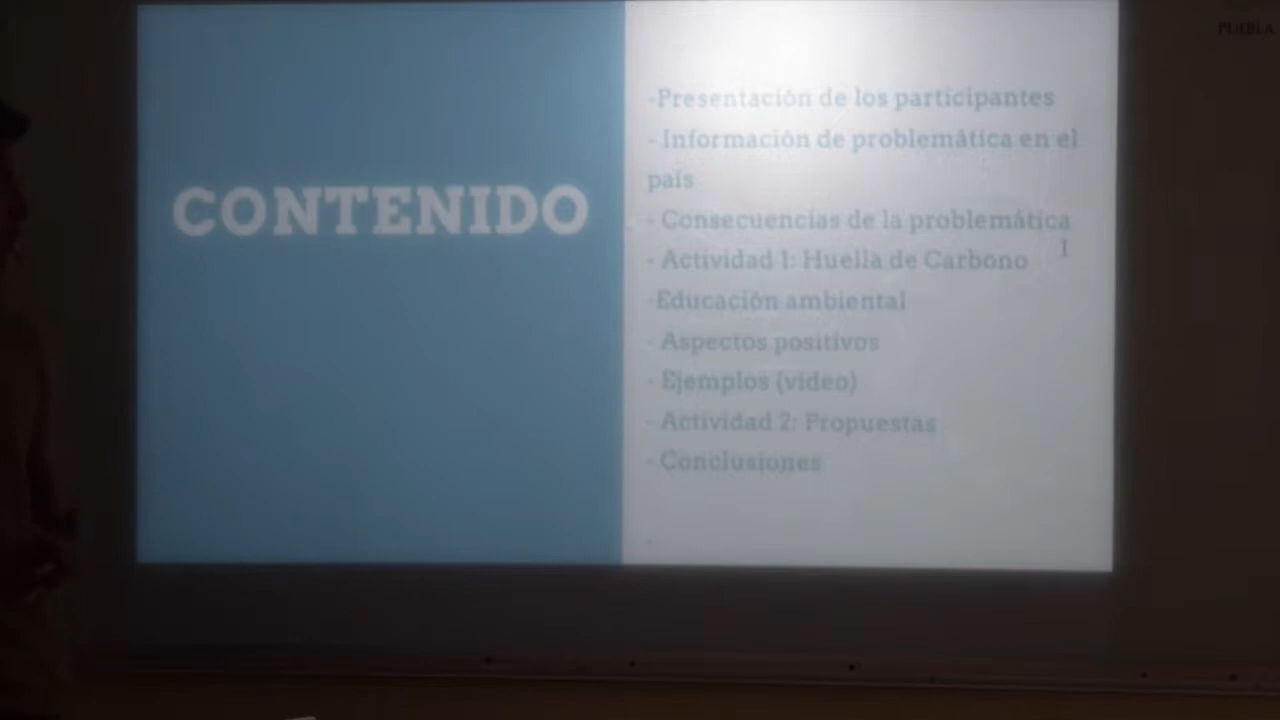 PUEBLA
CONTENIDO
-Presentación de los participantes
- Información de problemática en el
país
- Consecuencias de la problemática
- Actividad 1: Huella de Carbono
-Educación ambiental
- Aspectos positivos
- Ejemplos (video)
- Actividad 2: Propuestas
- Conclusiones